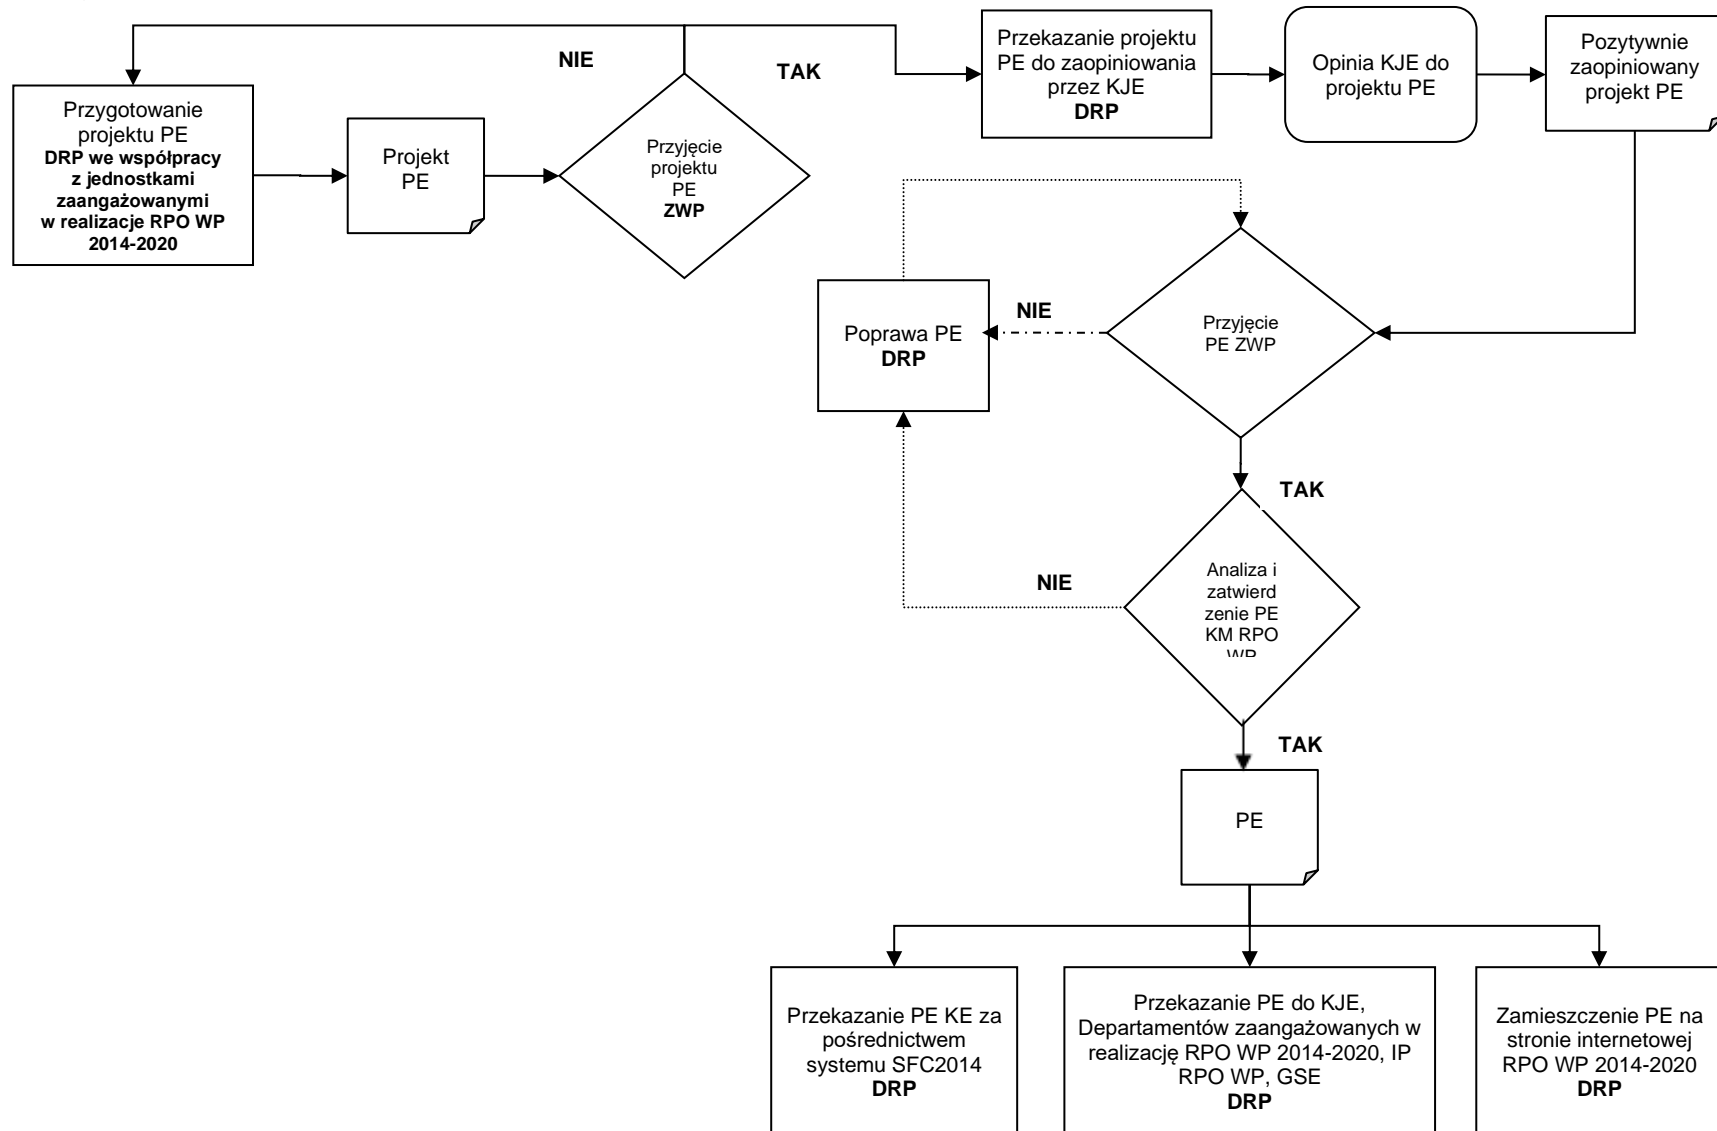 Przygotowanie
projektu PE
DRP we współpracy
z jednostkami
zaangażowanymi
w realizacje RPO WP
2014-2020
Projekt
PE
NIE
Przyjęcie
projektu
PE
ZWP
TAK
Przekazanie projektu
PE do zaopiniowania
przez KJE
DRP
Opinia KJE do
projektu PE
Pozytywnie
zaopiniowany
projekt PE
Poprawa PE
DRP
NIE
Przyjęcie
PE ZWP
TAK
NIE
Analiza i
zatwierd
zenie PE
KM RPO
WP
TAK
PE
Przekazanie PE KE za
pośrednictwem
systemu SFC2014
DRP
Przekazanie PE do KJE,
Departamentów zaangażowanych w
realizację RPO WP 2014-2020, IP
RPO WP, GSE
DRP
Zamieszczenie PE na
stronie internetowej
RPO WP 2014-2020
DRP